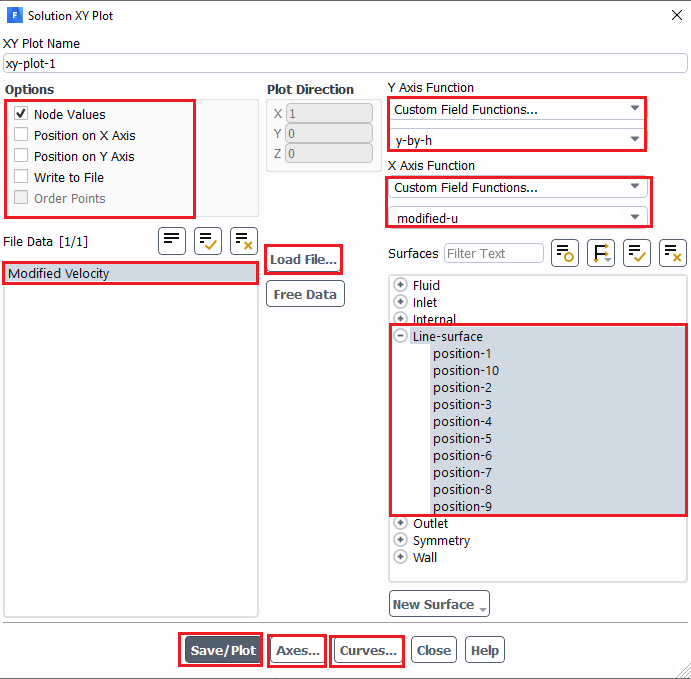 Solution XY Plot
XY Plot Name
xy-plot-1
Options
Node Values
Position on X Axis
Position on Y Axis
Write to File
Order Points
Plot Direction
X 1
Y 0
Z 0
Y Axis Function
Custom Field Functions...
y-by-h
X Axis Function
Custom Field Functions...
modified-u
File Data [1/1]
Modified Velocity
Load File...
Free Data
Surfaces Filter Text
Fluid
Inlet
Internal
Line-surface
position-1
position-10
position-2
position-3
position-4
position-5
position-6
position-7
position-8
position-9
Outlet
Symmetry
Wall
New Surface
Save/Plot Axes... Curves... Close Help